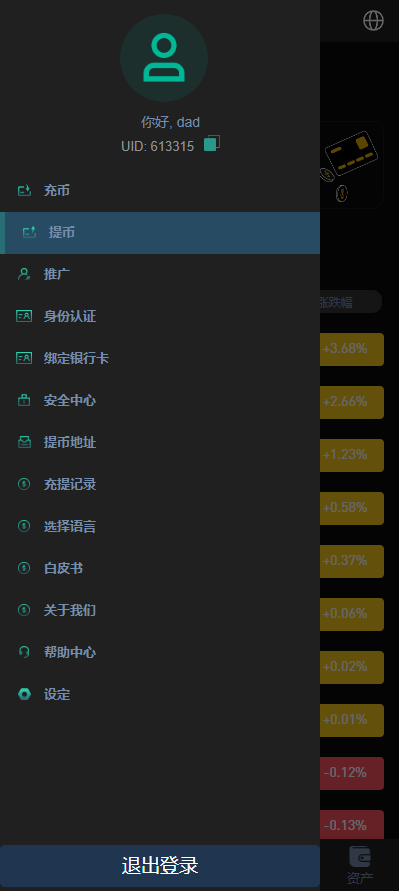 你好, dad
UID: 613315
充币
提币
推广
身份认证
绑定银行卡
安全中心
提币地址
充提记录
选择语言
白皮书
关于我们
帮助中心
设定
退出登录
涨跌幅
+3.68%
+2.66%
+1.23%
+0.58%
+0.37%
+0.06%
+0.02%
+0.01%
-0.12%
-0.13%
资产